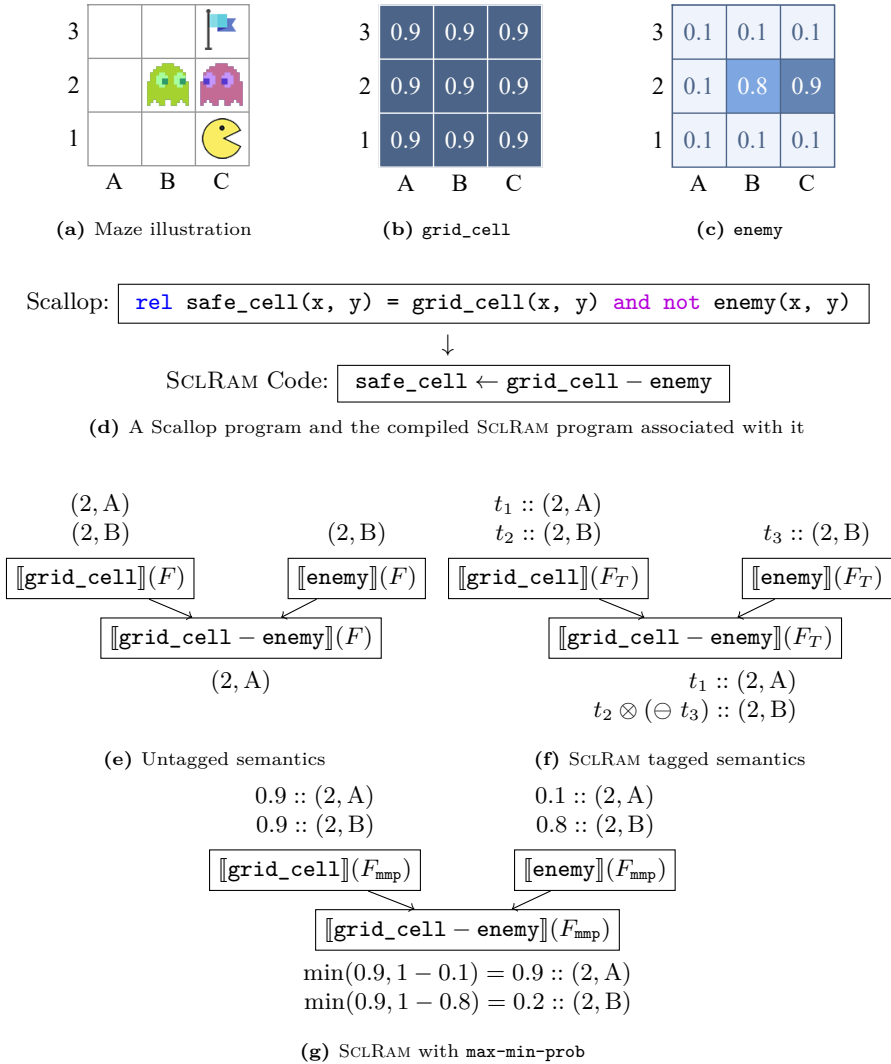 3
2
1
A B C
(a) Maze illustration
3 0.9 0.9 0.9
2 0.9 0.9 0.9
1 0.9 0.9 0.9
A B C
(b) grid_cell
3 0.1 0.1 0.1
2 0.1 0.8 0.9
1 0.1 0.1 0.1
A B C
(c) enemy
Scallop: rel safe_cell(x, y) = grid_cell(x, y) and not enemy(x, y)
↓
SCLRAM Code: safe_cell ← grid_cell − enemy
(d) A Scallop program and the compiled SCLRAM program associated with it
(2, A)
(2, B) (2, B)
⟦grid_cell⟧(F) ⟦enemy⟧(F)
⟦grid_cell − enemy⟧(F)
(2, A)
(e) Untagged semantics
t₁ :: (2, A)
t₂ :: (2, B) t₃ :: (2, B)
⟦grid_cell⟧(F_T) ⟦enemy⟧(F_T)
⟦grid_cell − enemy⟧(F_T)
t₁ :: (2, A)
t₂ ⊗ (⊖ t₃) :: (2, B)
(f) SCLRAM tagged semantics
0.9 :: (2, A) 0.1 :: (2, A)
0.9 :: (2, B) 0.8 :: (2, B)
⟦grid_cell⟧(F_mmp) ⟦enemy⟧(F_mmp)
⟦grid_cell − enemy⟧(F_mmp)
min(0.9, 1 − 0.1) = 0.9 :: (2, A)
min(0.9, 1 − 0.8) = 0.2 :: (2, B)
(g) SCLRAM with max-min-prob